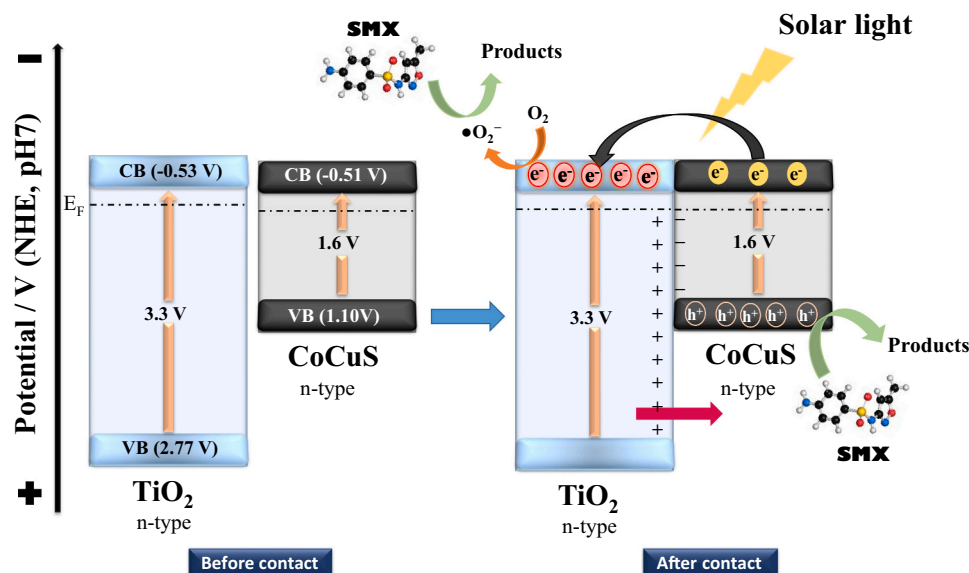 Potential / V (NHE, pH7)
SMX
Products
Solar light
O₂
•O₂⁻
CB (-0.53 V)
CB (-0.51 V)
e⁻ e⁻ e⁻ e⁻ e⁻
e⁻ e⁻ e⁻
E_F
1.6 V
1.6 V
3.3 V
3.3 V
VB (1.10V)
h⁺ h⁺ h⁺ h⁺ h⁺
CoCuS
n-type
CoCuS
n-type
Products
SMX
VB (2.77 V)
TiO₂
n-type
TiO₂
n-type
Before contact
After contact